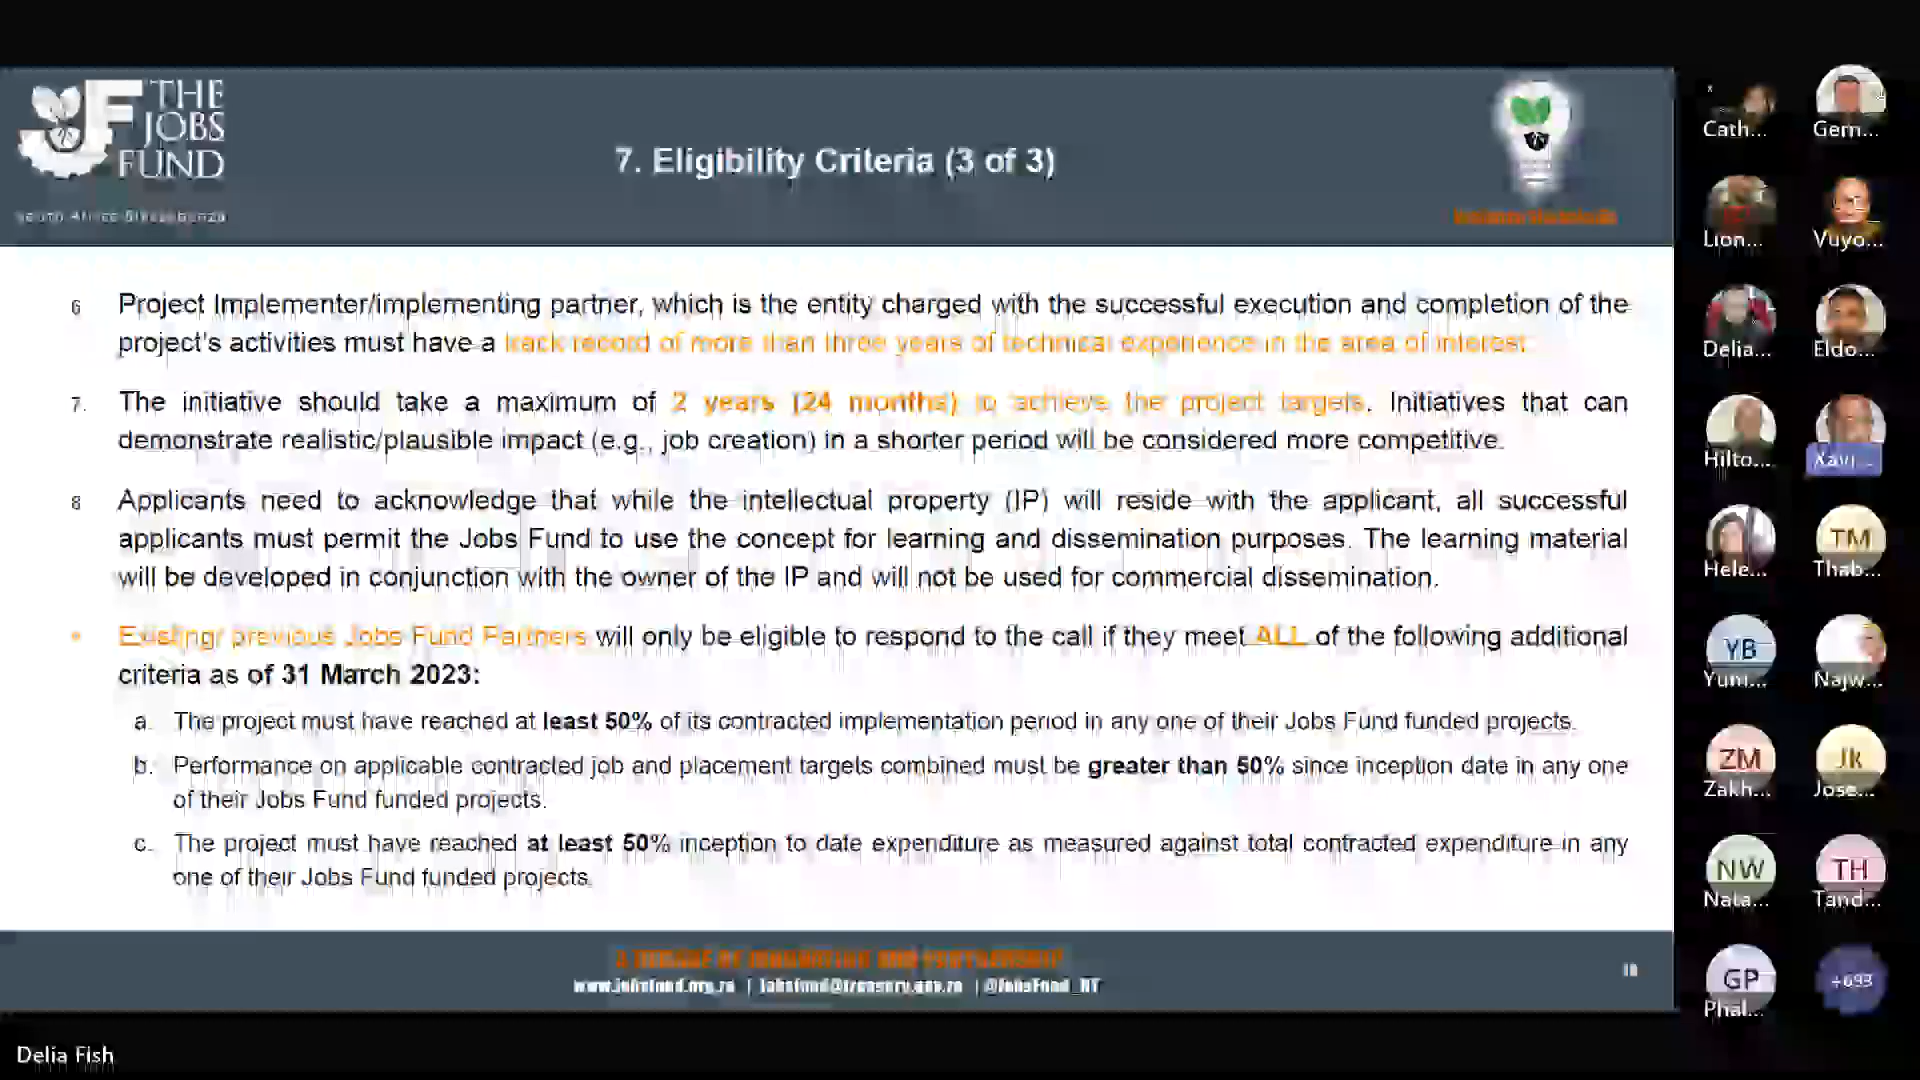 THE
JOBS
FUND
7. Eligibility Criteria (3 of 3)
6 Project Implementer/implementing partner, which is the entity charged with the successful execution and completion of the
project's activities must have a track record of more than three years of technical experience in the area of interest.
7. The initiative should take a maximum of 2 years (24 months) to achieve the project targets. Initiatives that can
demonstrate realistic/plausible impact (e.g., job creation) in a shorter period will be considered more competitive.
8 Applicants need to acknowledge that while the intellectual property (IP) will reside with the applicant, all successful
applicants must permit the Jobs Fund to use the concept for learning and dissemination purposes. The learning material
will be developed in conjunction with the owner of the IP and will not be used for commercial dissemination.
• Existing/ previous Jobs Fund Partners will only be eligible to respond to the call if they meet ALL of the following additional
criteria as of 31 March 2023:
a. The project must have reached at least 50% of its contracted implementation period in any one of their Jobs Fund funded projects.
b. Performance on applicable contracted job and placement targets combined must be greater than 50% since inception date in any one
of their Jobs Fund funded projects.
c. The project must have reached at least 50% inception to date expenditure as measured against total contracted expenditure in any
one of their Jobs Fund funded projects.
www.jobsfund.org.za | jobsfund@treasury.gov.za | @JobsFund_NT
Cath... Gem...
Lion... Vuyo...
Delia... Eldo...
Hilto... Xavi...
Hele... TM Thab...
YB Yum... Najw...
ZM Zakh... JK Jose...
NW Nata... TH Tand...
GP Phal... +693
Delia Fish